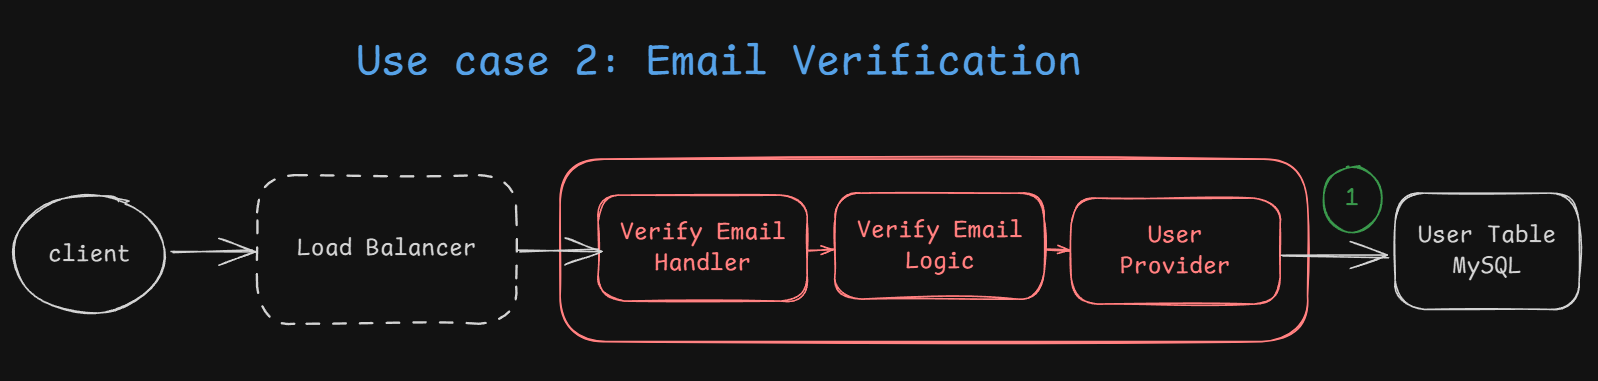 Use case 2: Email Verification
client
Load Balancer
Verify Email
Handler
Verify Email
Logic
User
Provider
1
User Table
MySQL